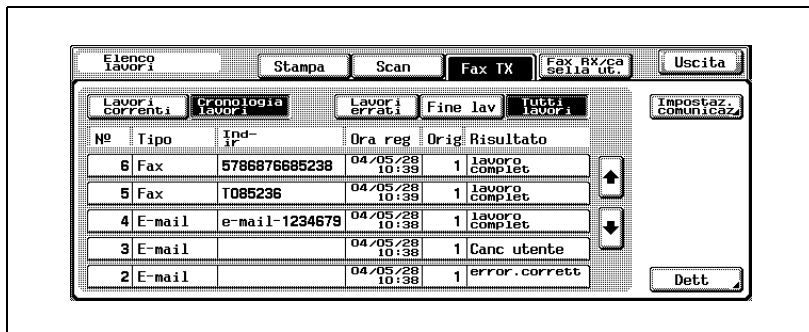 Elenco lavori
Stampa
Scan
Fax TX
Fax RX/ca sella ut.
Uscita
Lavori correnti
Cronologia lavori
Lavori errati
Fine lav
Tutti lavori
Impostaz. comunicaz.
Nº Tipo Ind-ir Ora reg Orig Risultato
6 Fax 5786876685238 04/05/28 10:39 1 lavoro complet
5 Fax T085236 04/05/28 10:39 1 lavoro complet
4 E-mail e-mail-1234679 04/05/28 10:38 1 lavoro complet
3 E-mail 04/05/28 10:38 1 Canc utente
2 E-mail 04/05/28 10:38 1 error.corrett
Dett